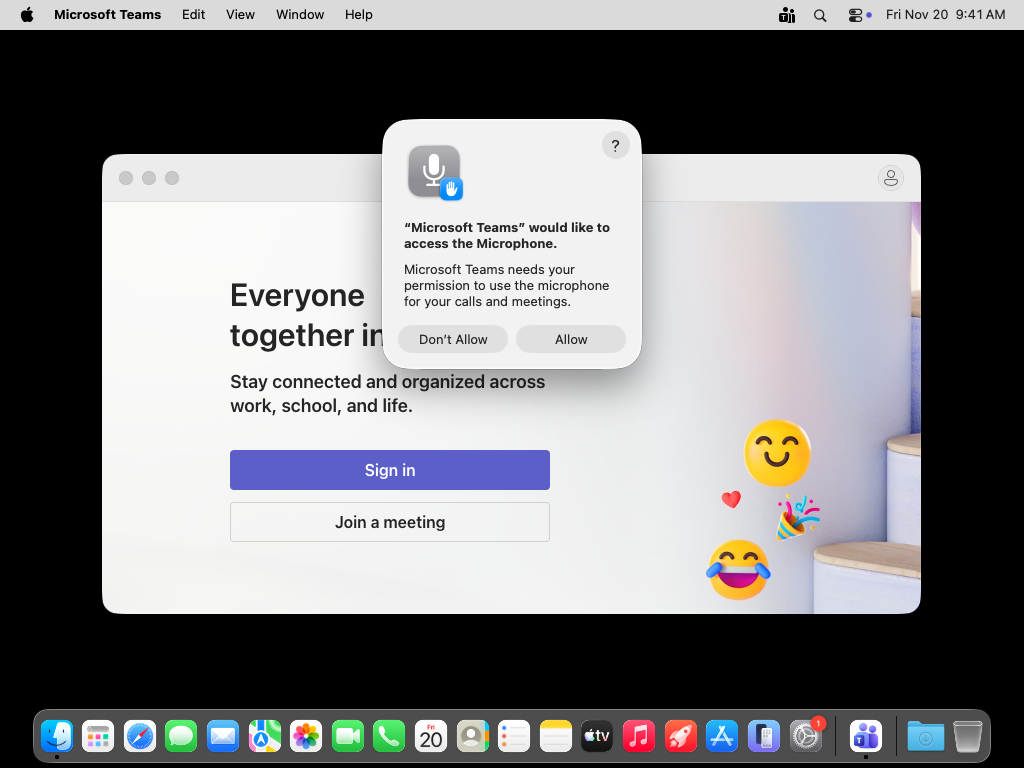 Microsoft Teams Edit View Window Help Fri Nov 20 9:41 AM
?
“Microsoft Teams” would like to
access the Microphone.
Microsoft Teams needs your
permission to use the microphone
for your calls and meetings.
Don’t Allow Allow
Everyone
together in
Stay connected and organized across
work, school, and life.
Sign in
Join a meeting
Fri
20
tv
1
T